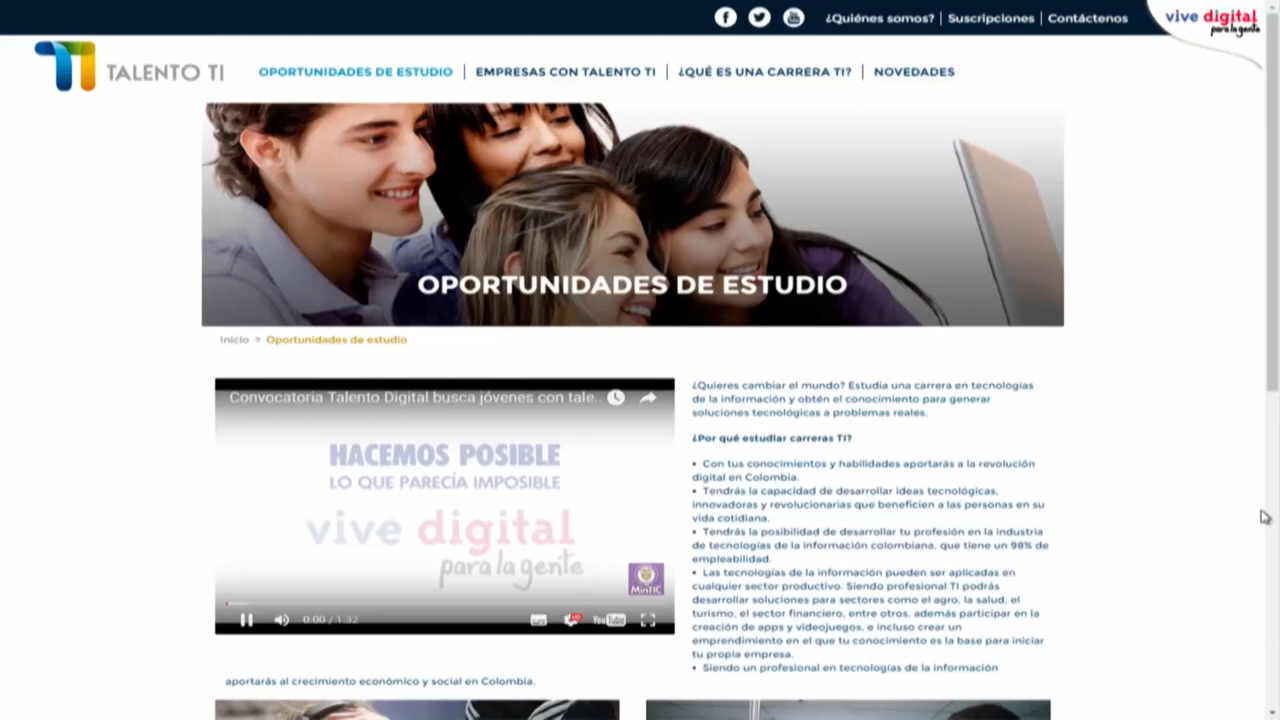 ¿Quiénes somos? | Suscripciones | Contáctenos
vive digital
para la gente
TALENTO TI
OPORTUNIDADES DE ESTUDIO | EMPRESAS CON TALENTO TI | ¿QUÉ ES UNA CARRERA TI? | NOVEDADES
OPORTUNIDADES DE ESTUDIO
Inicio > Oportunidades de estudio
Convocatoria Talento Digital busca jóvenes con tale...
HACEMOS POSIBLE
LO QUE PARECÍA IMPOSIBLE
vive digital
para la gente
MinTIC
0:00 / 1:32
HD
YouTube
¿Quieres cambiar el mundo? Estudia una carrera en tecnologías
de la información y obtén el conocimiento para generar
soluciones tecnológicas a problemas reales.
¿Por qué estudiar carreras TI?
• Con tus conocimientos y habilidades aportarás a la revolución
digital en Colombia.
• Tendrás la capacidad de desarrollar ideas tecnológicas,
innovadoras y revolucionarias que beneficien a las personas en su
vida cotidiana.
• Tendrás la posibilidad de desarrollar tu profesión en la industria
de tecnologías de la información colombiana, que tiene un 98% de
empleabilidad.
• Las tecnologías de la información pueden ser aplicadas en
cualquier sector productivo. Siendo profesional TI podrás
desarrollar soluciones para sectores como el agro, la salud, el
turismo, el sector financiero, entre otros, además participar en la
creación de apps y videojuegos, e incluso crear un
emprendimiento en el que tu conocimiento es la base para iniciar
tu propia empresa.
• Siendo un profesional en tecnologías de la información
aportarás al crecimiento económico y social en Colombia.